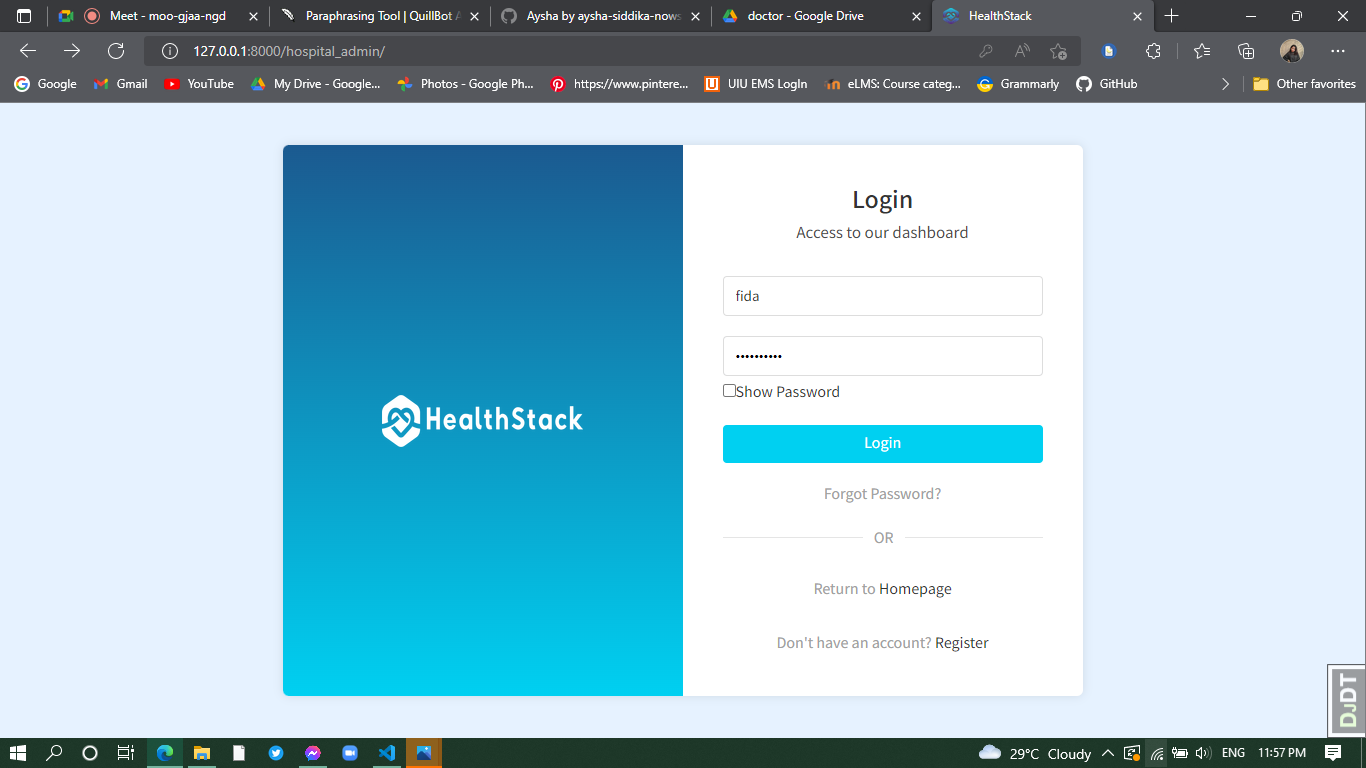 Meet - moo-gjaa-ngd
Paraphrasing Tool | QuillBot A
Aysha by aysha-siddika-nows
doctor - Google Drive
HealthStack
127.0.0.1:8000/hospital_admin/
Google
Gmail
YouTube
My Drive - Google...
Photos - Google Ph...
https://www.pintere...
UIU EMS LogIn
eLMS: Course categ...
Grammarly
GitHub
Other favorites
HealthStack
Login
Access to our dashboard
fida
••••••••••
Show Password
Login
Forgot Password?
OR
Return to Homepage
Don't have an account? Register
DJDT
29°C Cloudy
ENG
11:57 PM